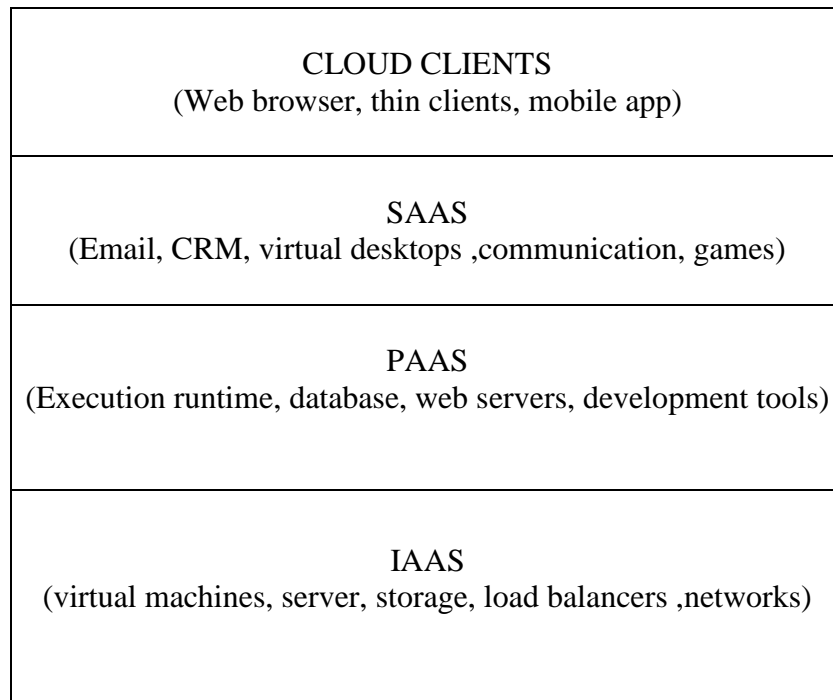 CLOUD CLIENTS
(Web browser, thin clients, mobile app)
SAAS
(Email, CRM, virtual desktops ,communication, games)
PAAS
(Execution runtime, database, web servers, development tools)
IAAS
(virtual machines, server, storage, load balancers ,networks)